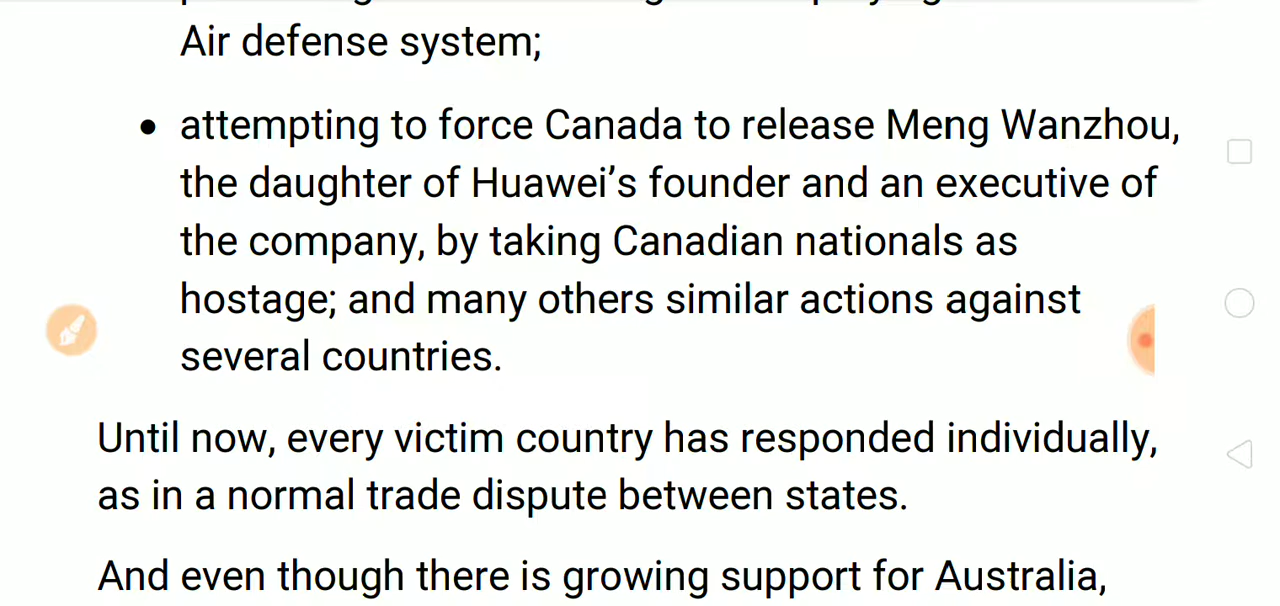 Air defense system;
• attempting to force Canada to release Meng Wanzhou,
the daughter of Huawei’s founder and an executive of
the company, by taking Canadian nationals as
hostage; and many others similar actions against
several countries.
Until now, every victim country has responded individually,
as in a normal trade dispute between states.
And even though there is growing support for Australia,